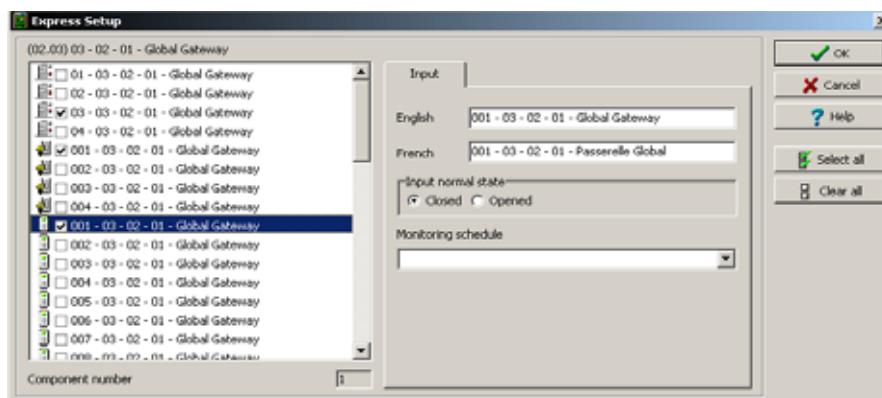 Express Setup
(02.03) 03 - 02 - 01 - Global Gateway
01 - 03 - 02 - 01 - Global Gateway
02 - 03 - 02 - 01 - Global Gateway
03 - 03 - 02 - 01 - Global Gateway
04 - 03 - 02 - 01 - Global Gateway
001 - 03 - 02 - 01 - Global Gateway
002 - 03 - 02 - 01 - Global Gateway
003 - 03 - 02 - 01 - Global Gateway
004 - 03 - 02 - 01 - Global Gateway
001 - 03 - 02 - 01 - Global Gateway
002 - 03 - 02 - 01 - Global Gateway
003 - 03 - 02 - 01 - Global Gateway
004 - 03 - 02 - 01 - Global Gateway
005 - 03 - 02 - 01 - Global Gateway
006 - 03 - 02 - 01 - Global Gateway
007 - 03 - 02 - 01 - Global Gateway
008 - 03 - 02 - 01 - Global Gateway
Component number 1
Input
English 001 - 03 - 02 - 01 - Global Gateway
French 001 - 03 - 02 - 01 - Passerelle Global
Input normal state
Closed Opened
Monitoring schedule
OK
Cancel
Help
Select all
Clear all